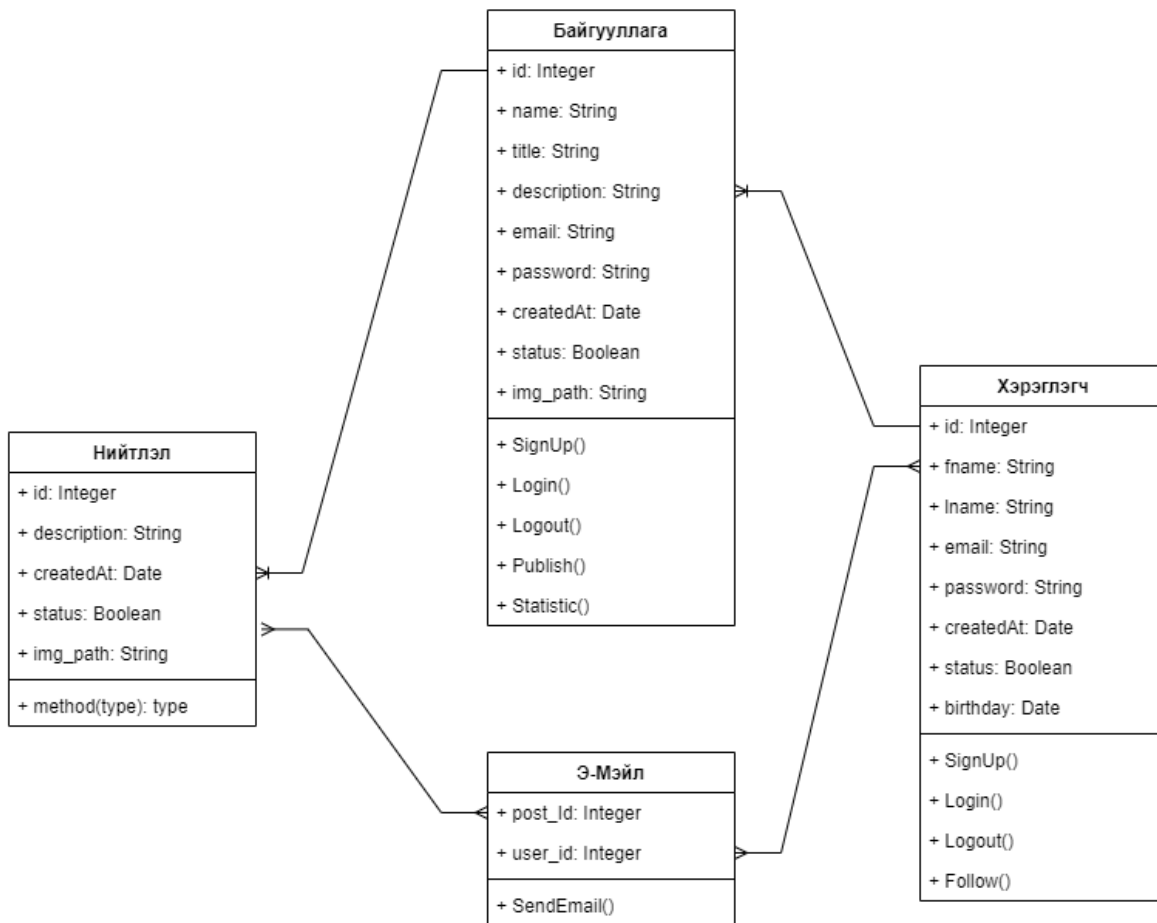 Байгууллага
+ id: Integer
+ name: String
+ title: String
+ description: String
+ email: String
+ password: String
+ createdAt: Date
+ status: Boolean
+ img_path: String
+ SignUp()
+ Login()
+ Logout()
+ Publish()
+ Statistic()
Хэрэглэгч
+ id: Integer
+ fname: String
+ lname: String
+ email: String
+ password: String
+ createdAt: Date
+ status: Boolean
+ birthday: Date
+ SignUp()
+ Login()
+ Logout()
+ Follow()
Нийтлэл
+ id: Integer
+ description: String
+ createdAt: Date
+ status: Boolean
+ img_path: String
+ method(type): type
Э-Мэйл
+ post_Id: Integer
+ user_id: Integer
+ SendEmail()